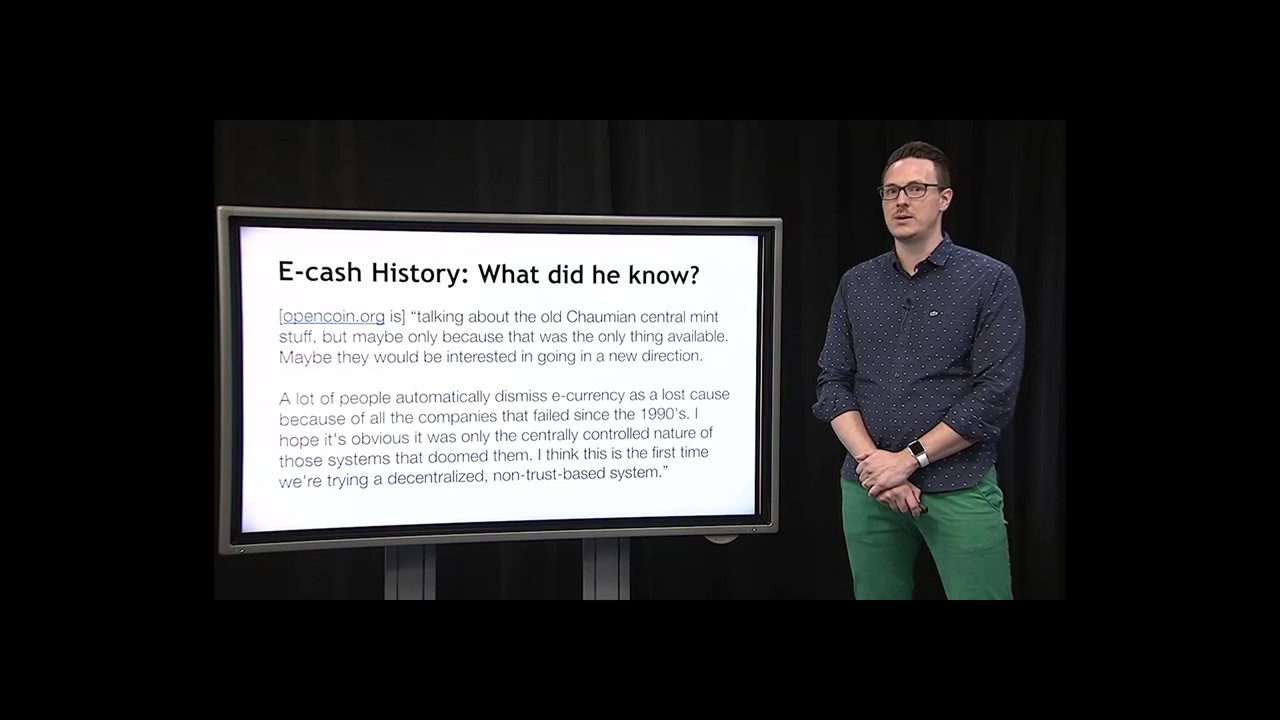 E-cash History: What did he know?
[opencoin.org is] “talking about the old Chaumian central mint
stuff, but maybe only because that was the only thing available.
Maybe they would be interested in going in a new direction.
A lot of people automatically dismiss e-currency as a lost cause
because of all the companies that failed since the 1990's. I
hope it's obvious it was only the centrally controlled nature of
those systems that doomed them. I think this is the first time
we're trying a decentralized, non-trust-based system.”